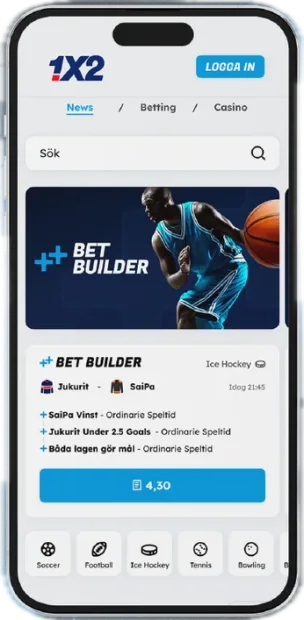 1X2
LOGGA IN
News / Betting / Casino
Sök
BET
BUILDER
BET BUILDER
Ice Hockey
Jukurit - SaiPa
Idag 21:45
+SaiPa Vinst - Ordinarie Speltid
+Jukurit Under 2.5 Goals - Ordinarie Speltid
+Båda lagen gör mål - Ordinarie Speltid
4,30
Soccer Football Ice Hockey Tennis Bowling B